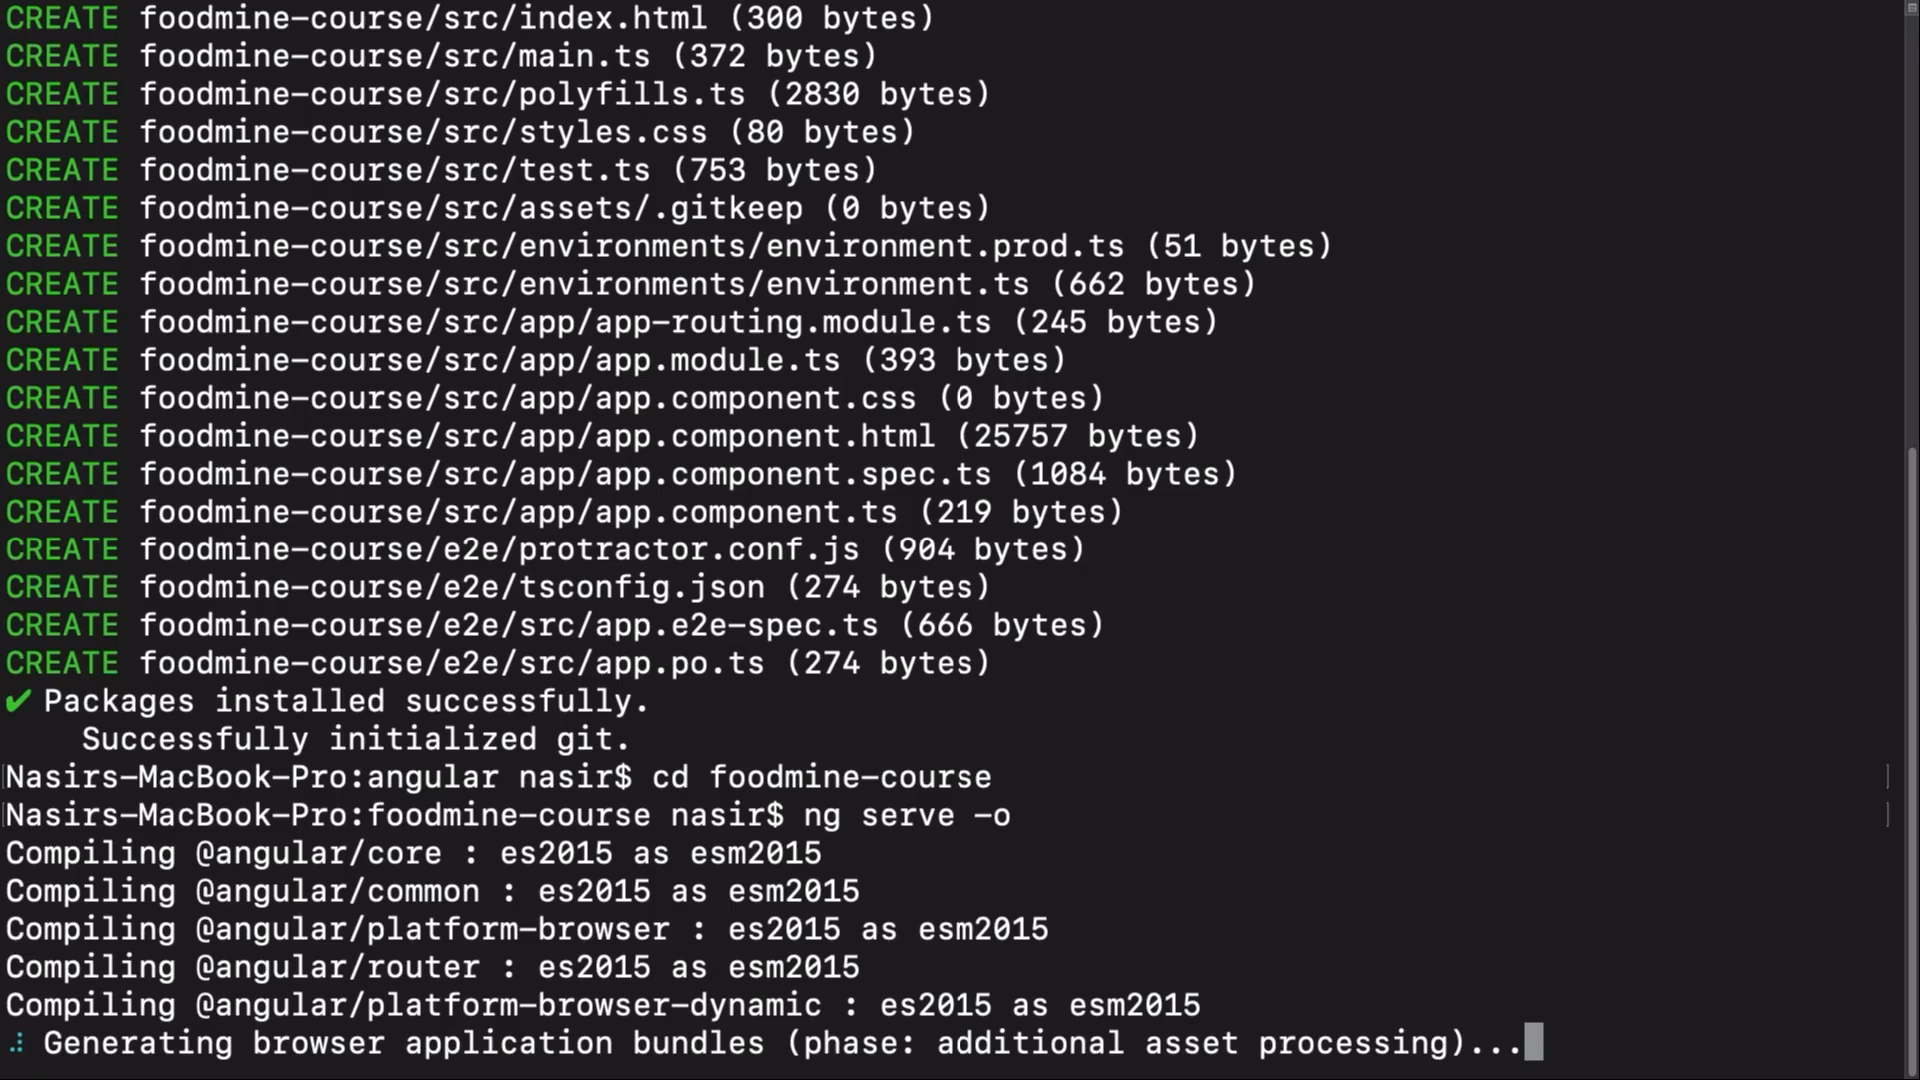 CREATE foodmine-course/src/index.html (300 bytes)
CREATE foodmine-course/src/main.ts (372 bytes)
CREATE foodmine-course/src/polyfills.ts (2830 bytes)
CREATE foodmine-course/src/styles.css (80 bytes)
CREATE foodmine-course/src/test.ts (753 bytes)
CREATE foodmine-course/src/assets/.gitkeep (0 bytes)
CREATE foodmine-course/src/environments/environment.prod.ts (51 bytes)
CREATE foodmine-course/src/environments/environment.ts (662 bytes)
CREATE foodmine-course/src/app/app-routing.module.ts (245 bytes)
CREATE foodmine-course/src/app/app.module.ts (393 bytes)
CREATE foodmine-course/src/app/app.component.css (0 bytes)
CREATE foodmine-course/src/app/app.component.html (25757 bytes)
CREATE foodmine-course/src/app/app.component.spec.ts (1084 bytes)
CREATE foodmine-course/src/app/app.component.ts (219 bytes)
CREATE foodmine-course/e2e/protractor.conf.js (904 bytes)
CREATE foodmine-course/e2e/tsconfig.json (274 bytes)
CREATE foodmine-course/e2e/src/app.e2e-spec.ts (666 bytes)
CREATE foodmine-course/e2e/src/app.po.ts (274 bytes)
✔ Packages installed successfully.
Successfully initialized git.
[Nasirs-MacBook-Pro:angular nasir$ cd foodmine-course ]
[Nasirs-MacBook-Pro:foodmine-course nasir$ ng serve -o ]
Compiling @angular/core : es2015 as esm2015
Compiling @angular/common : es2015 as esm2015
Compiling @angular/platform-browser : es2015 as esm2015
Compiling @angular/router : es2015 as esm2015
Compiling @angular/platform-browser-dynamic : es2015 as esm2015
Generating browser application bundles (phase: additional asset processing)...